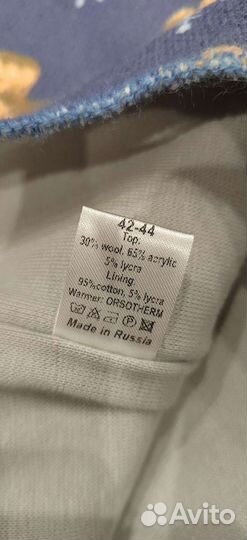 42-44
Top:
30% wool, 65% acrylic
5% lycra
Lining:
95%cotton, 5% lycra
Warmer: ORSOTHERM
Made in Russia
Avito